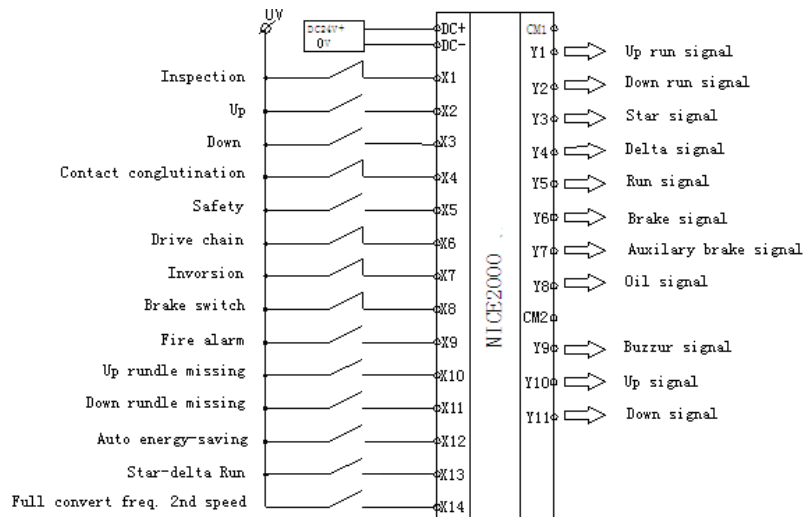 0V
DC24V+
0V
DC+
DC-
Inspection
X1
Up
X2
Down
X3
Contact conglutination
X4
Safety
X5
Drive chain
X6
Invorsion
X7
Brake switch
X8
Fire alarm
X9
Up rundle missing
X10
Down rundle missing
X11
Auto energy-saving
X12
Star-delta Run
X13
Full convert freq. 2nd speed
X14
NICE2000
CM1
Y1 Up run signal
Y2 Down run signal
Y3 Star signal
Y4 Delta signal
Y5 Run signal
Y6 Brake signal
Y7 Auxilary brake signal
Y8 Oil signal
CM2
Y9 Buzzur signal
Y10 Up signal
Y11 Down signal